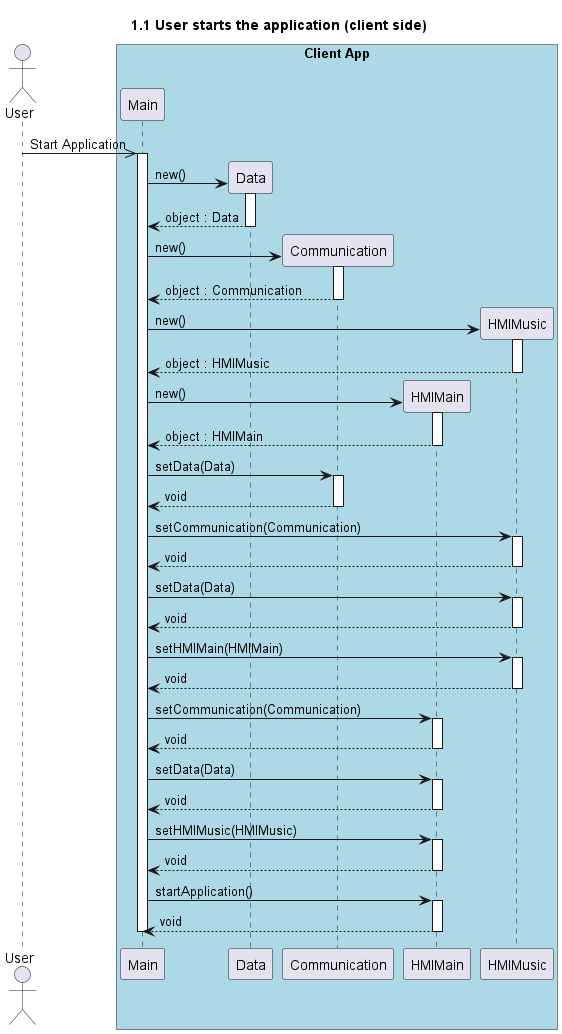 1.1 User starts the application (client side)
Client App
User
Main
Start Application
new()
Data
object : Data
new()
Communication
object : Communication
new()
HMIMusic
object : HMIMusic
new()
HMIMain
object : HMIMain
setData(Data)
void
setCommunication(Communication)
void
setData(Data)
void
setHMIMain(HMIMain)
void
setCommunication(Communication)
void
setData(Data)
void
setHMIMusic(HMIMusic)
void
startApplication()
void
User
Main Data Communication HMIMain HMIMusic